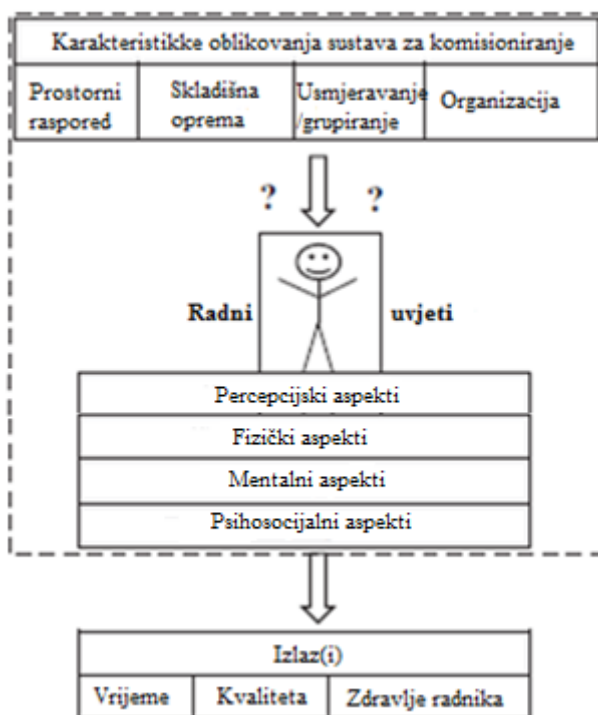 Karakteristikke oblikovanja sustava za komisioniranje
Prostorni
raspored
Skladišna
oprema
Usmjeravanje
/grupiranje
Organizacija
? ?
Radni uvjeti
Percepcijski aspekti
Fizički aspekti
Mentalni aspekti
Psihosocijalni aspekti
Izlaz(i)
Vrijeme
Kvaliteta
Zdravlje radnika